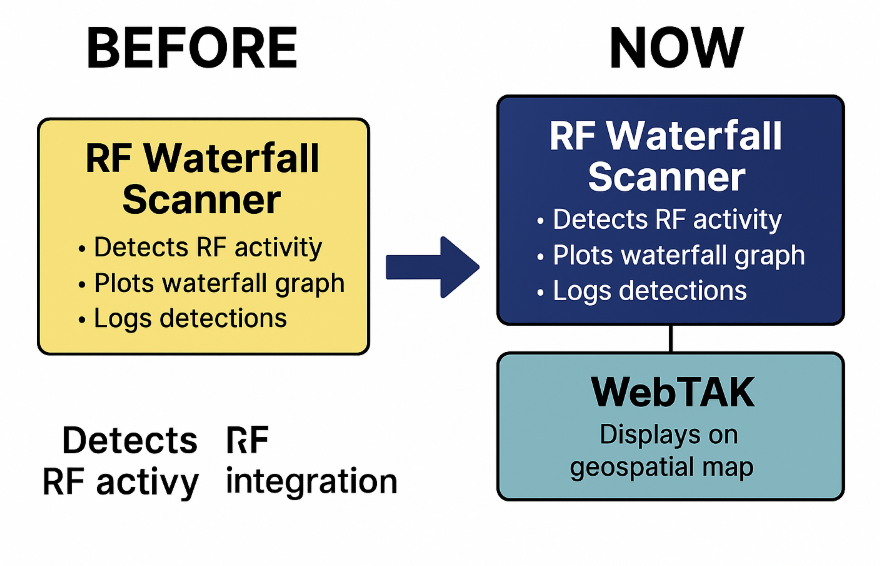 BEFORE
RF Waterfall
Scanner
• Detects RF activity
• Plots waterfall graph
• Logs detections
Detects RF
RF activy integration
NOW
RF Waterfall
Scanner
• Detects RF activity
• Plots waterfall graph
• Logs detections
WebTAK
Displays on
geospatial map